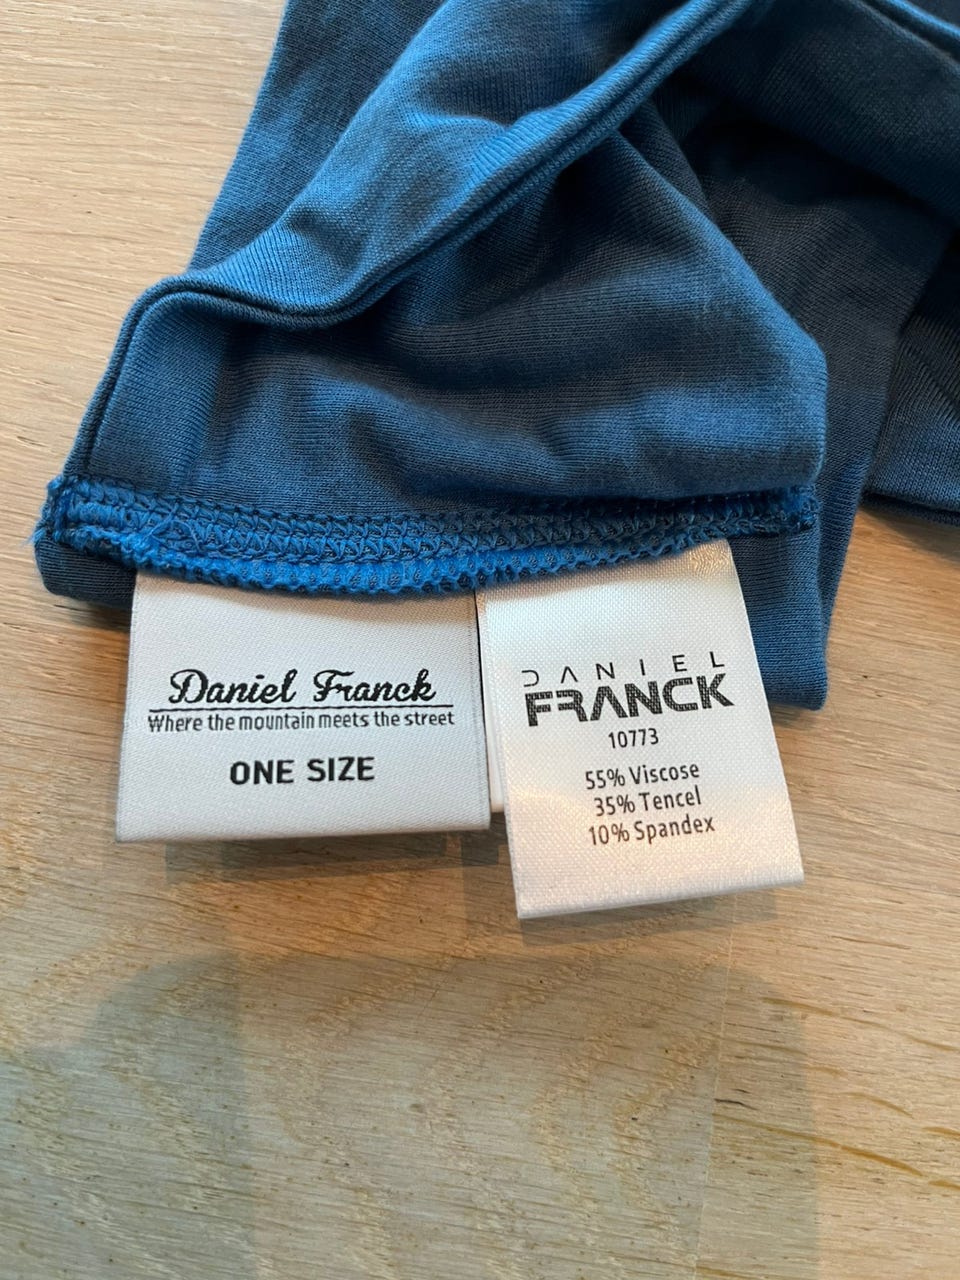 Daniel Franck
Where the mountain meets the street
ONE SIZE
DANIEL
FRANCK
10773
55% Viscose
35% Tencel
10% Spandex